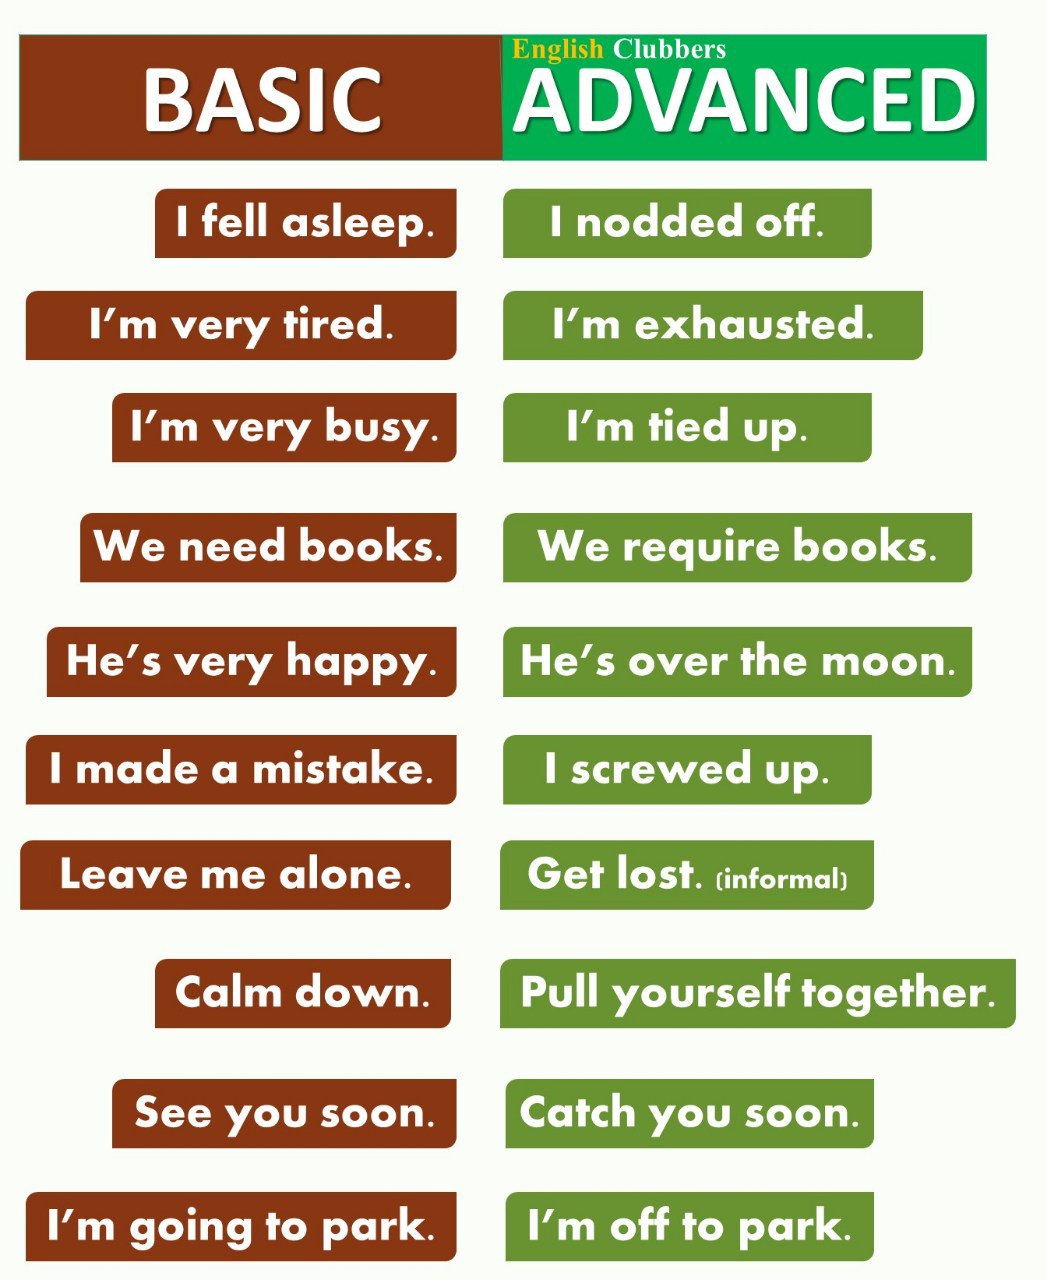 English Clubbers
BASIC ADVANCED
I fell asleep. I nodded off.
I’m very tired. I’m exhausted.
I’m very busy. I’m tied up.
We need books. We require books.
He’s very happy. He’s over the moon.
I made a mistake. I screwed up.
Leave me alone. Get lost. (informal)
Calm down. Pull yourself together.
See you soon. Catch you soon.
I’m going to park. I’m off to park.